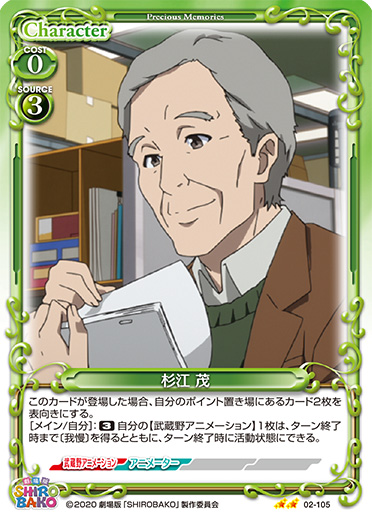 Precious Memories
Character
COST
0
SOURCE
3
杉江 茂
このカードが登場した場合、自分のポイント置き場にあるカード2枚を
表向きにする。
[メイン/自分]:3自分の【武蔵野アニメーション】1枚は、ターン終了
時まで「我慢」を得るとともに、ターン終了時に活動状態にできる。
武蔵野アニメーション アニメーター
劇場版
SHIRO
BAKO
©2020 劇場版「SHIROBAKO」製作委員会
02-105